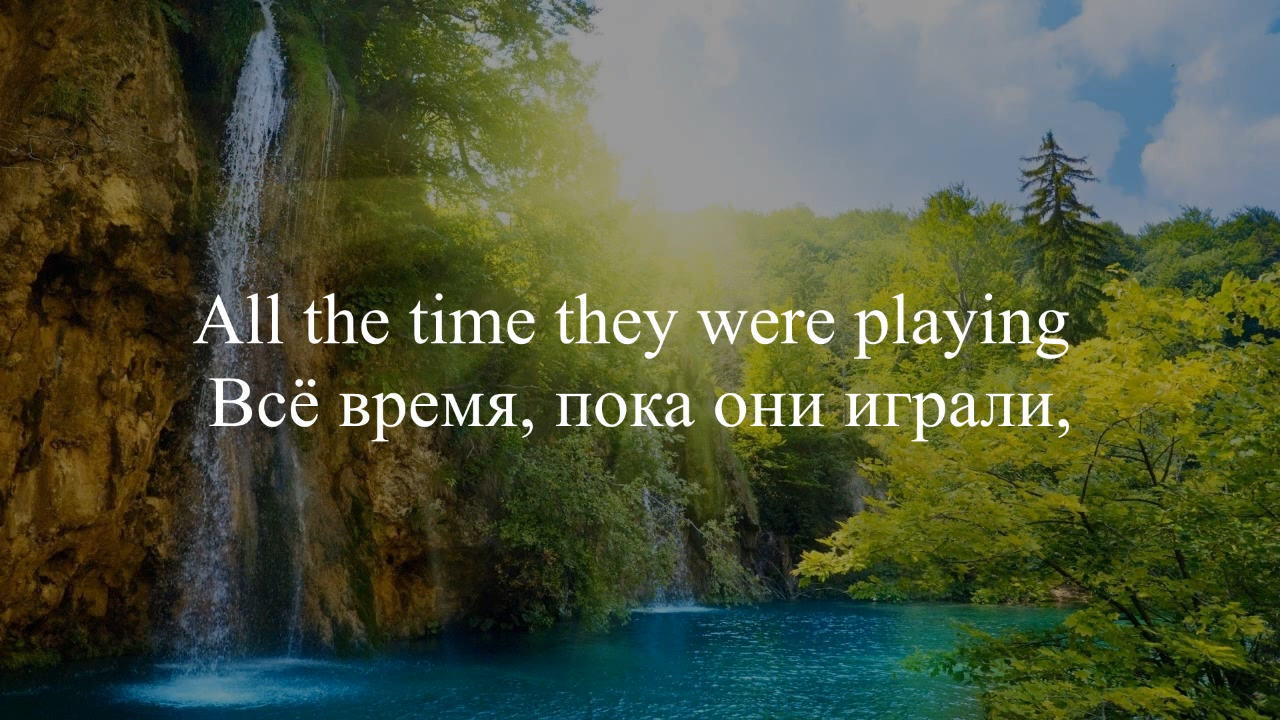 All the time they were playing
Всё время, пока они играли,